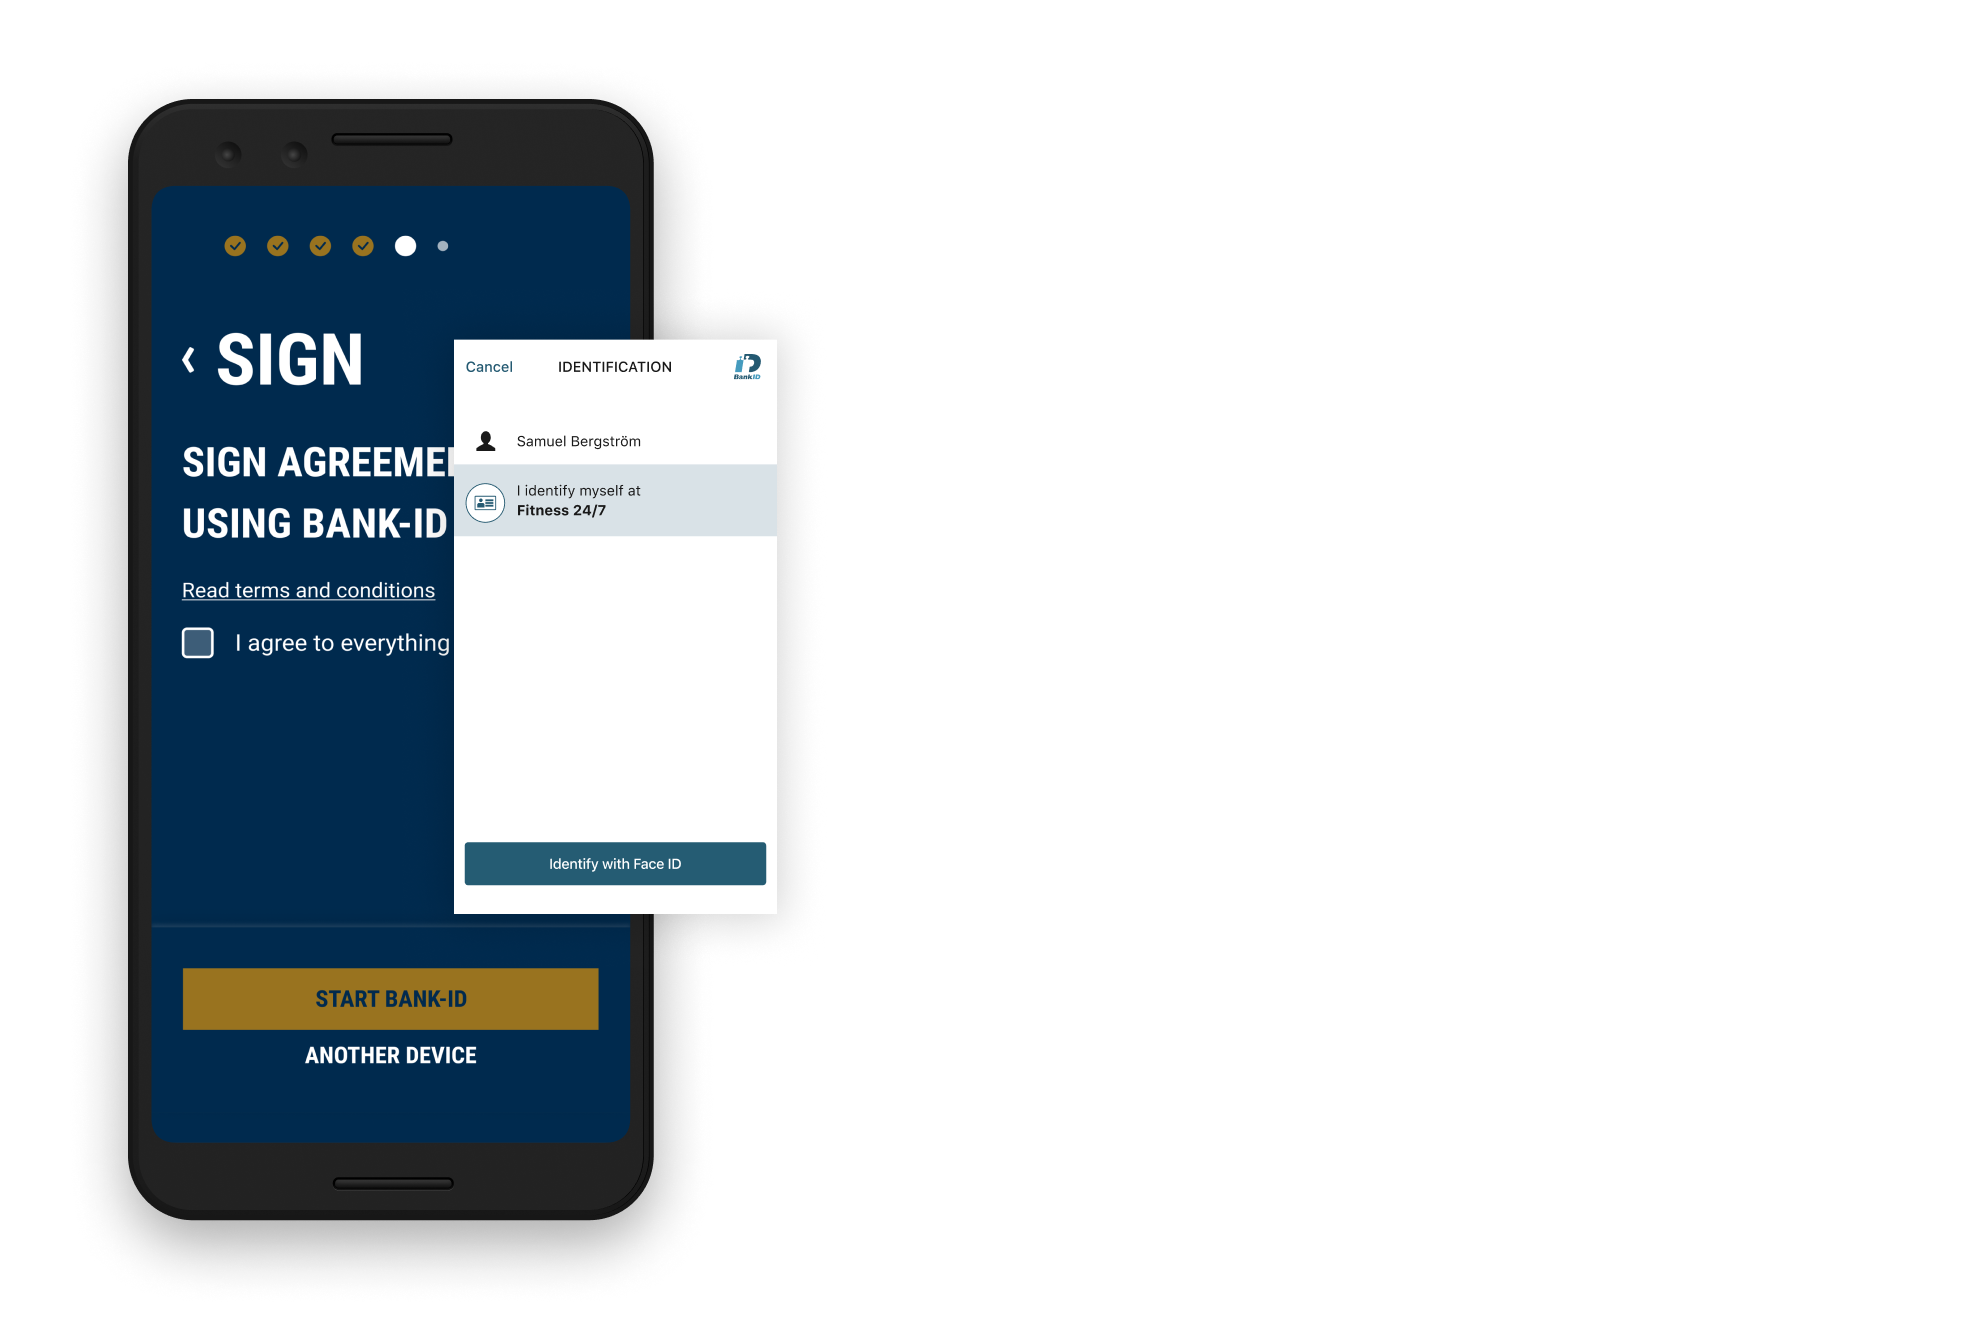 SIGN
SIGN AGREEME
USING BANK-ID
Read terms and conditions
I agree to everything
START BANK-ID
ANOTHER DEVICE
Cancel
IDENTIFICATION
BankID
Samuel Bergström
I identify myself at
Fitness 24/7
Identify with Face ID